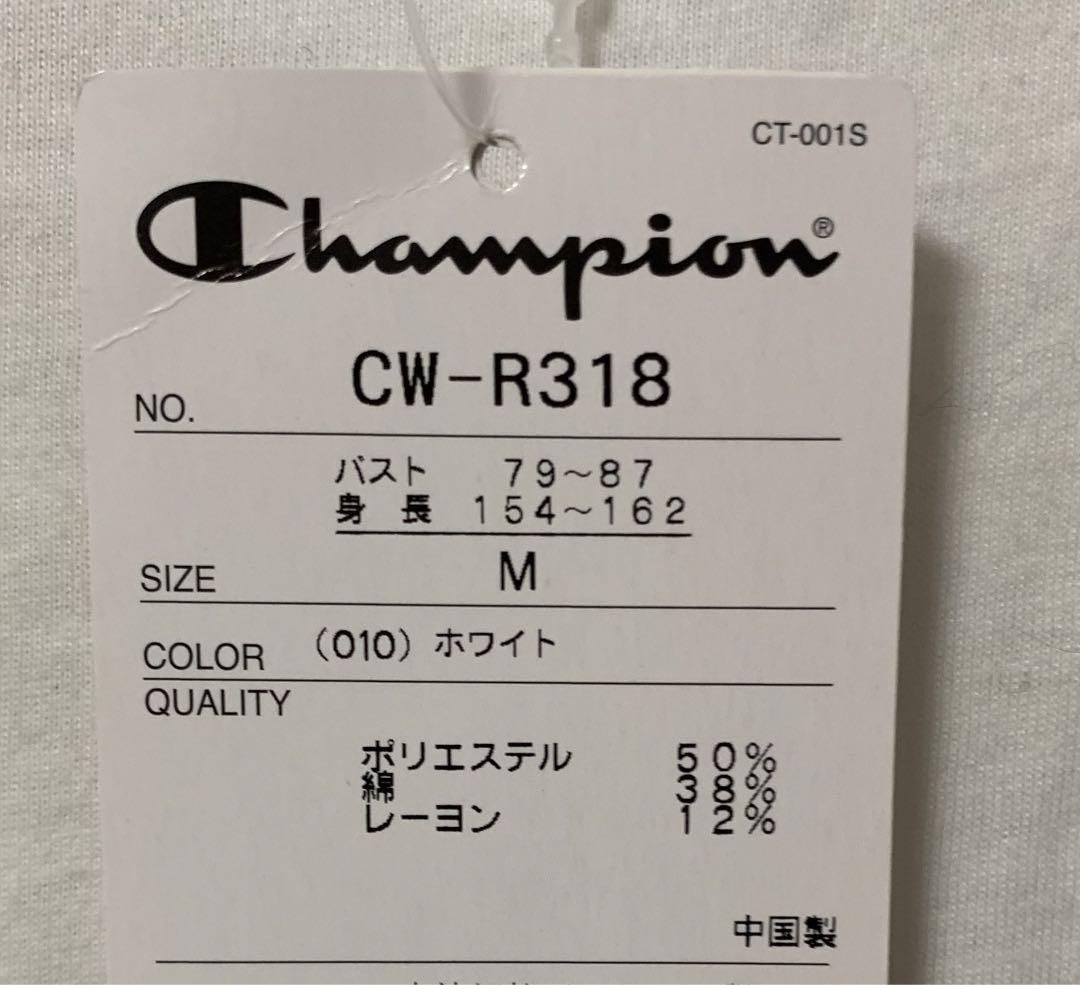 CT-001S
Champion®
NO. CW-R318
バスト 79～87
身長 154～162
SIZE M
COLOR (010) ホワイト
QUALITY
ポリエステル 50%
綿 38%
レーヨン 12%
中国製